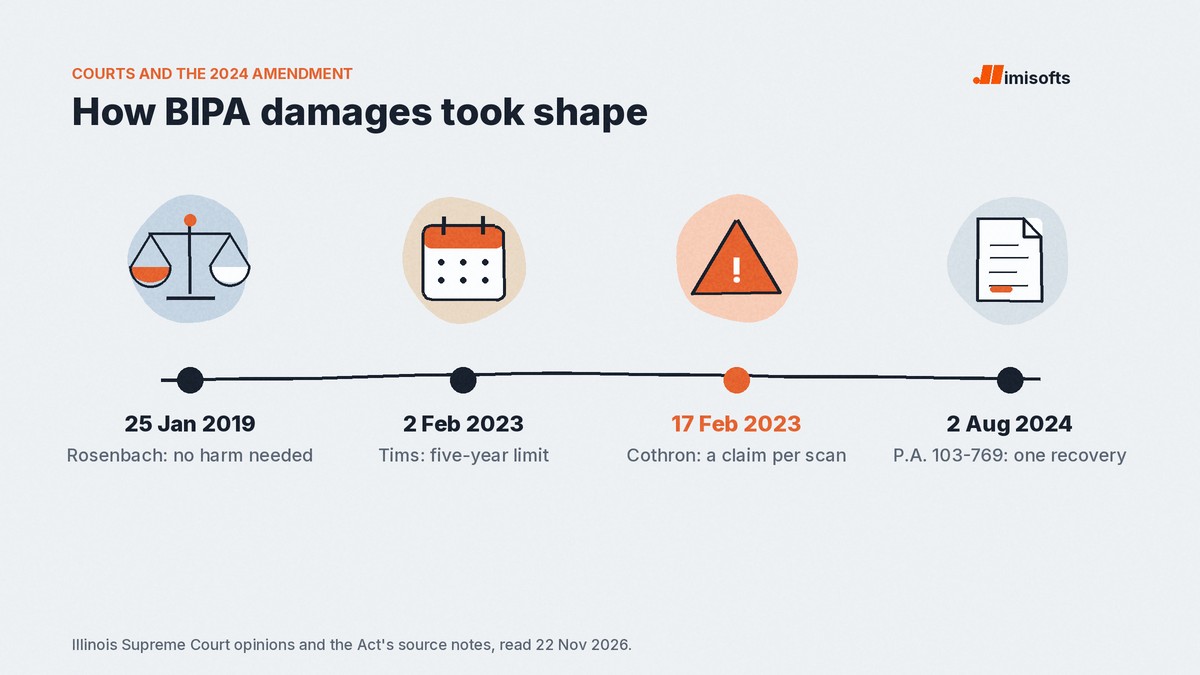 COURTS AND THE 2024 AMENDMENT
imisofts
How BIPA damages took shape
!
25 Jan 2019
2 Feb 2023
17 Feb 2023
2 Aug 2024
Rosenbach: no harm needed
Tims: five-year limit
Cothron: a claim per scan
P.A. 103-769: one recovery
Illinois Supreme Court opinions and the Act's source notes, read 22 Nov 2026.